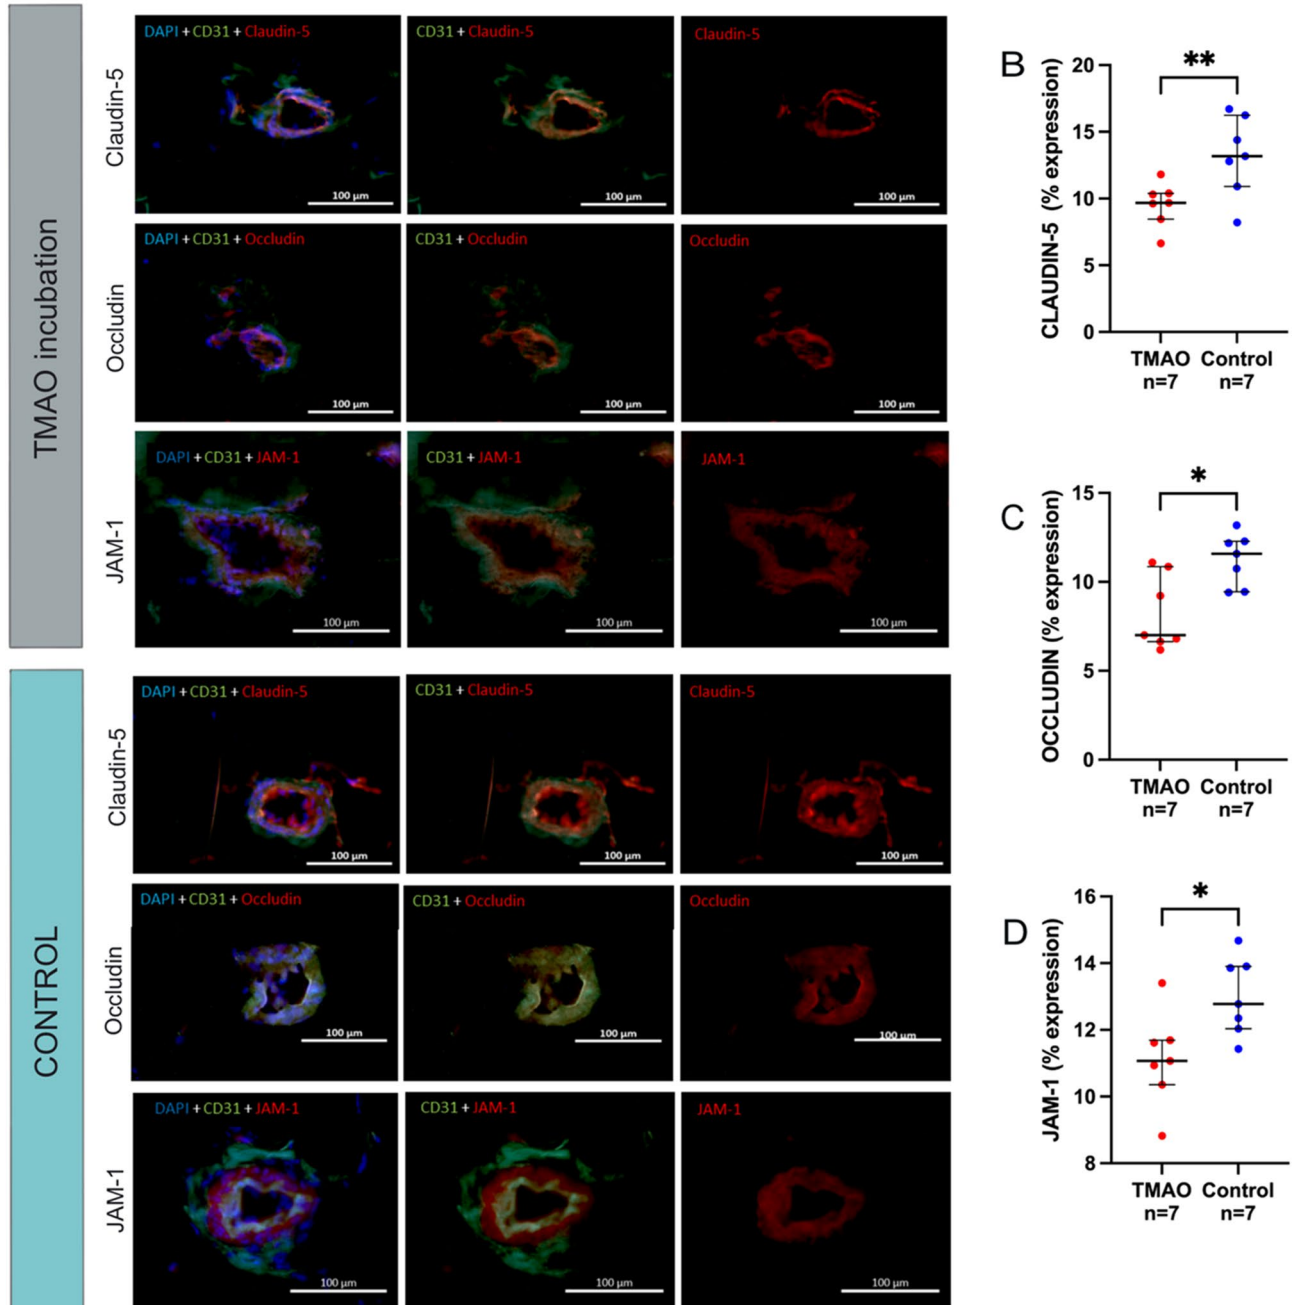 TMAO incubation
Claudin-5
DAPI + CD31 + Claudin-5
CD31 + Claudin-5
Claudin-5
100 µm
100 µm
100 µm
Occludin
DAPI + CD31 + Occludin
CD31 + Occludin
Occludin
100 µm
100 µm
100 µm
JAM-1
DAPI + CD31 + JAM-1
CD31 + JAM-1
JAM-1
100 µm
100 µm
100 µm
CONTROL
Claudin-5
DAPI + CD31 + Claudin-5
CD31 + Claudin-5
Claudin-5
100 µm
100 µm
100 µm
Occludin
DAPI + CD31 + Occludin
CD31 + Occludin
Occludin
100 µm
100 µm
100 µm
JAM-1
DAPI + CD31 + JAM-1
CD31 + JAM-1
JAM-1
100 µm
100 µm
100 µm
B
CLAUDIN-5 (% expression)
**
20
15
10
5
0
TMAO Control
n=7 n=7
C
OCCLUDIN (% expression)
*
15
10
5
0
TMAO Control
n=7 n=7
D
JAM-1 (% expression)
*
16
14
12
10
8
TMAO Control
n=7 n=7